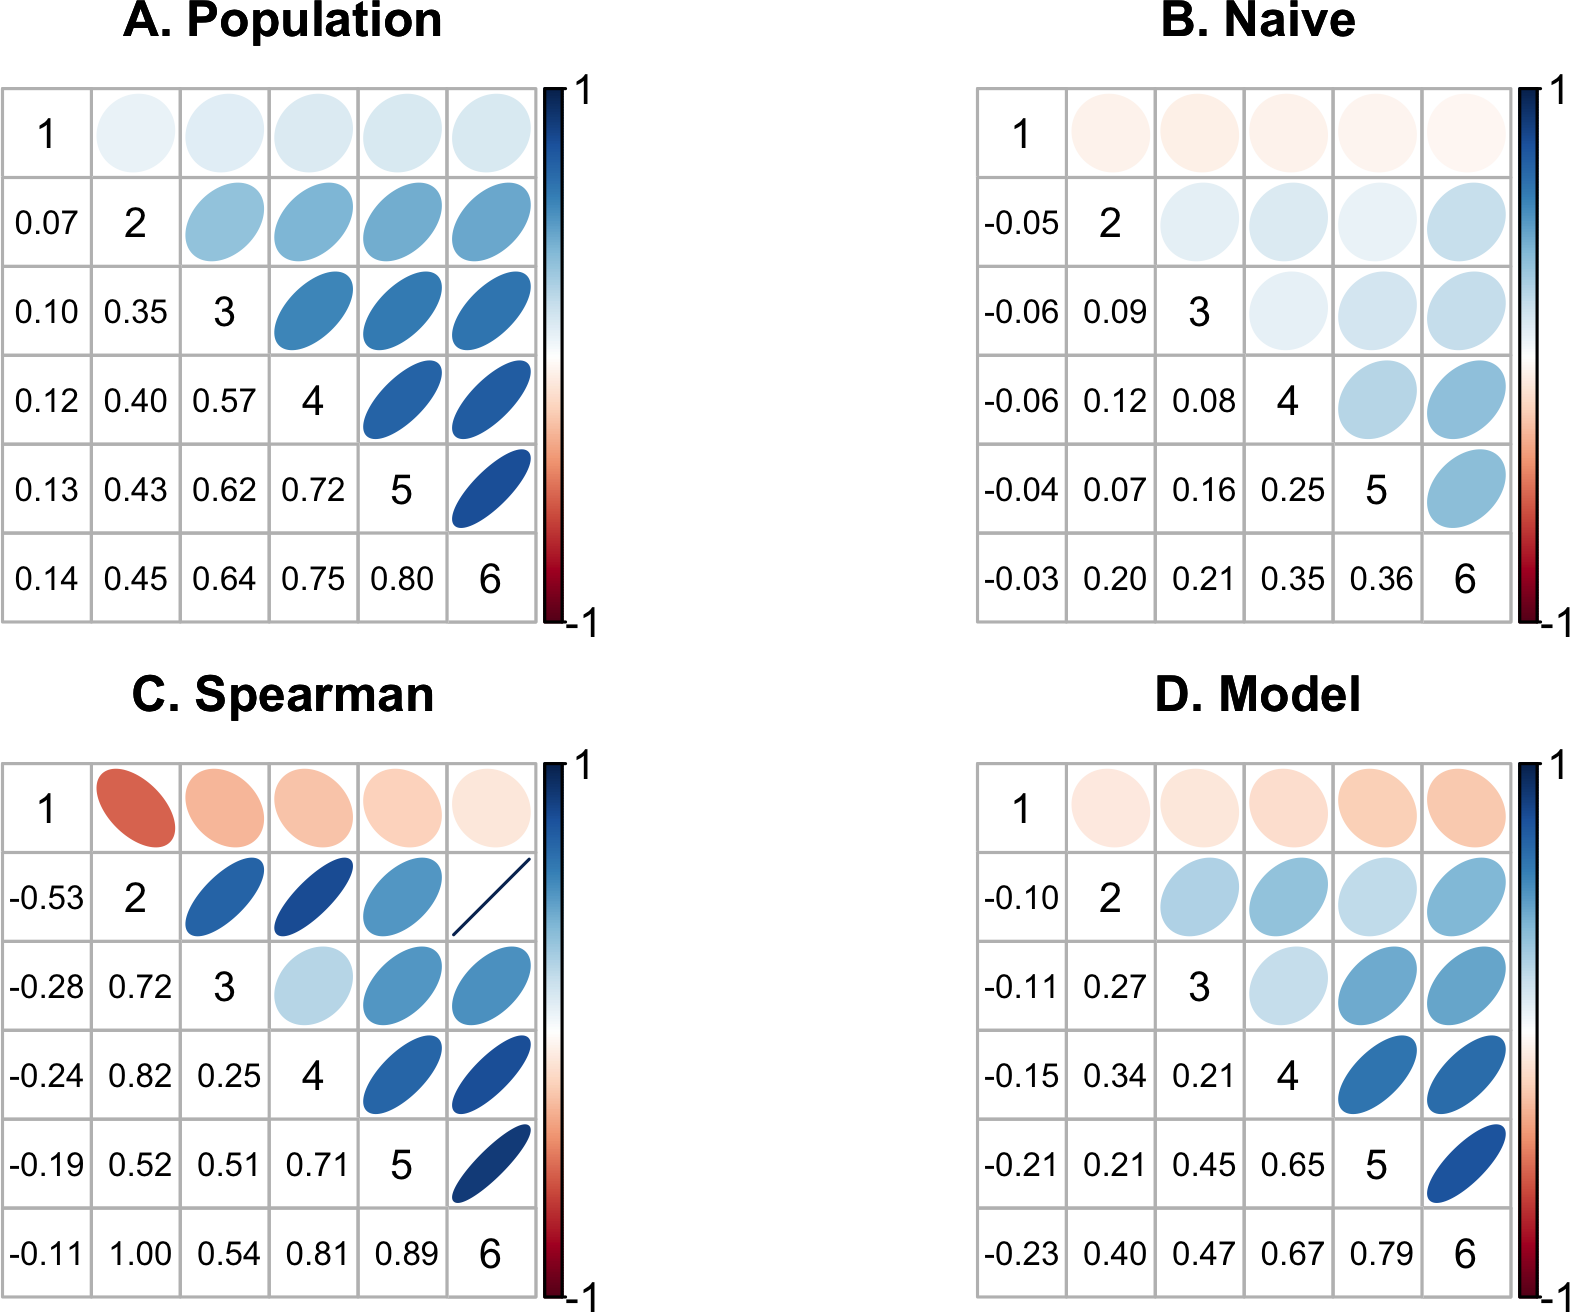 A. Population
B. Naive
1 1
1 1
0.07 2
-0.05 2
0.10 0.35 3
-0.06 0.09 3
0.12 0.40 0.57 4
-0.06 0.12 0.08 4
0.13 0.43 0.62 0.72 5
-0.04 0.07 0.16 0.25 5
0.14 0.45 0.64 0.75 0.80 6
-0.03 0.20 0.21 0.35 0.36 6
-1
-1
C. Spearman
D. Model
1 1
1 1
-0.53 2
-0.10 2
-0.28 0.72 3
-0.11 0.27 3
-0.24 0.82 0.25 4
-0.15 0.34 0.21 4
-0.19 0.52 0.51 0.71 5
-0.21 0.21 0.45 0.65 5
-0.11 1.00 0.54 0.81 0.89 6
-0.23 0.40 0.47 0.67 0.79 6
-1
-1